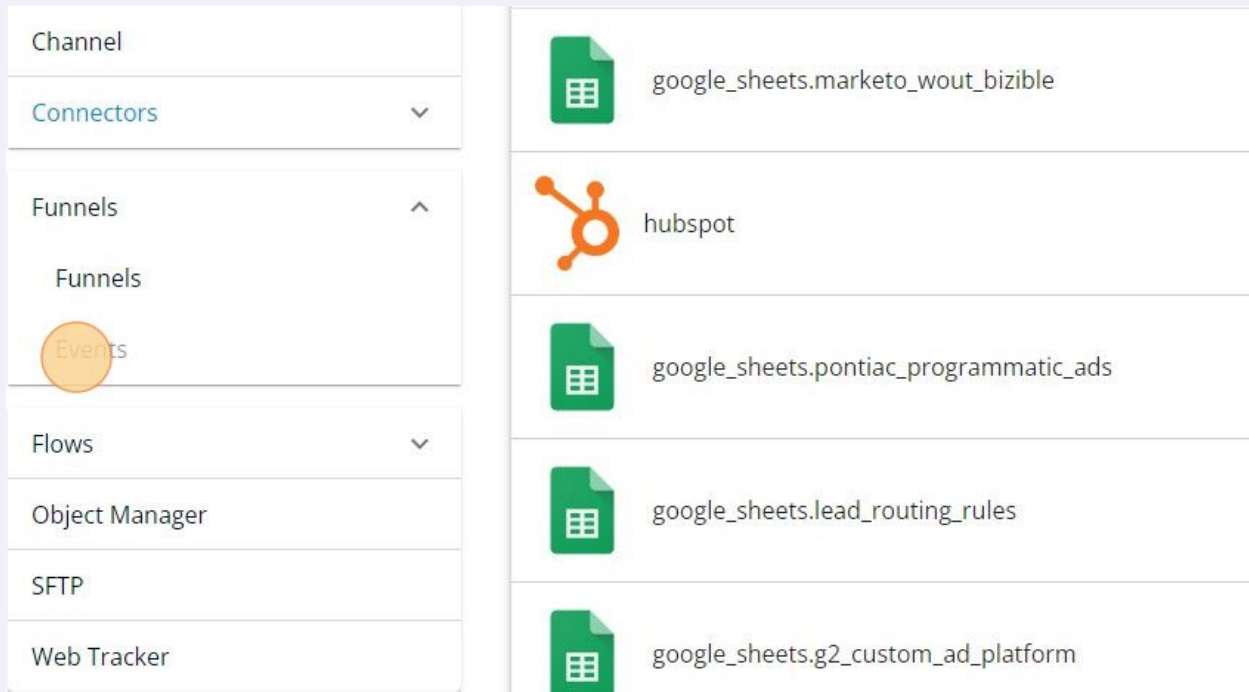 Channel
Connectors
Funnels
Funnels
Events
Flows
Object Manager
SFTP
Web Tracker
google_sheets.marketo_wout_bizible
hubspot
google_sheets.pontiac_programmatic_ads
google_sheets.lead_routing_rules
google_sheets.g2_custom_ad_platform